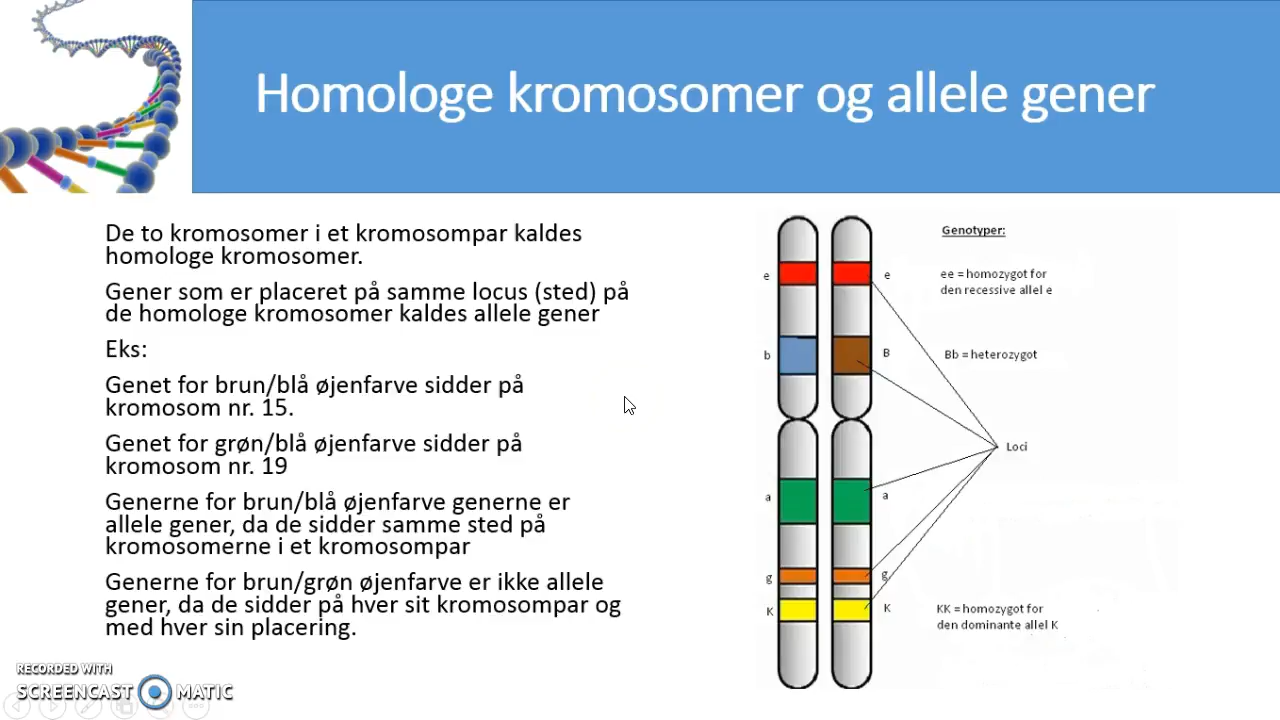 Homologe kromosomer og allele gener
De to kromosomer i et kromosompar kaldes
homologe kromosomer.
Gener som er placeret på samme locus (sted) på
de homologe kromosomer kaldes allele gener
Eks:
Genet for brun/blå øjenfarve sidder på
kromosom nr. 15.
Genet for grøn/blå øjenfarve sidder på
kromosom nr. 19
Generne for brun/blå øjenfarve generne er
allele gener, da de sidder samme sted på
kromosomerne i et kromosompar
Generne for brun/grøn øjenfarve er ikke allele
gener, da de sidder på hver sit kromosompar og
med hver sin placering.
Genotyper:
e e
ee = homozygot for
den recessive allel e
b B
Bb = heterozygot
Loci
a a
g g
K K
KK = homozygot for
den dominante allel K
RECORDED WITH
SCREENCAST MATIC